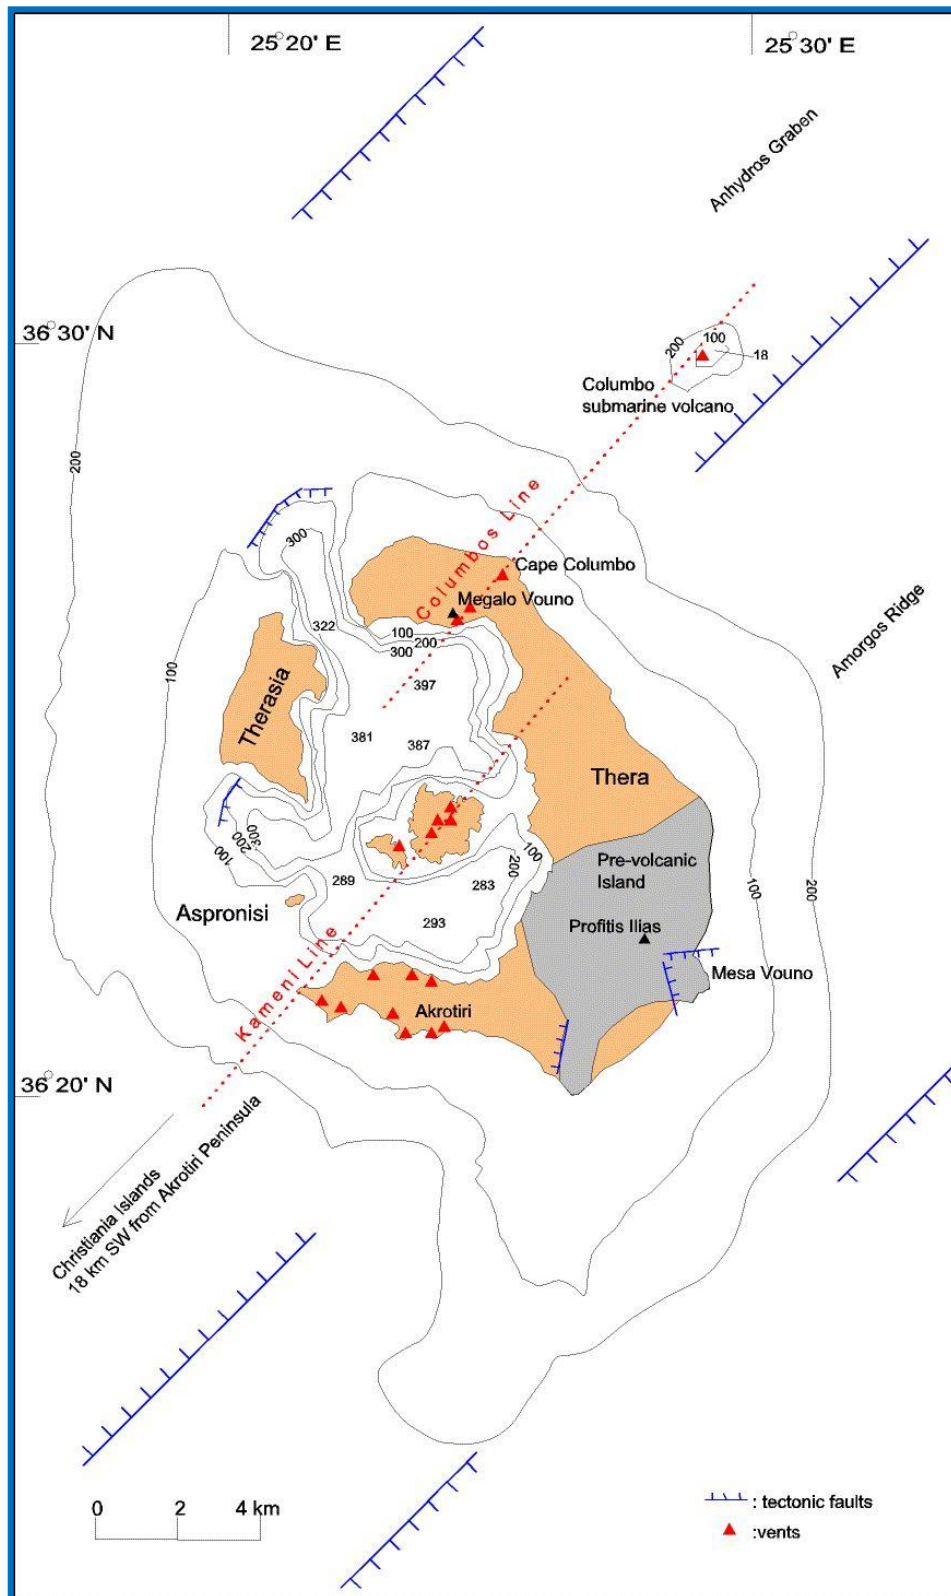 25° 20' E
25° 30' E
Anhydros Graben
36° 30' N
200
100
200
18
Columbo
submarine volcano
200
Columbos Line
300
Cape Columbo
Megalo Vouno
322
100
200
300
Amorgos Ridge
100
397
Therasia
381
387
Thera
300
200
100
100
200
Pre-volcanic
Island
289
283
100
200
Aspronisi
293
Profitis Ilias
Mesa Vouno
Kameni Line
Akrotiri
36° 20' N
Christiania Islands
18 km SW from Akrotiri Peninsula
0 2 4 km
: tectonic faults
:vents